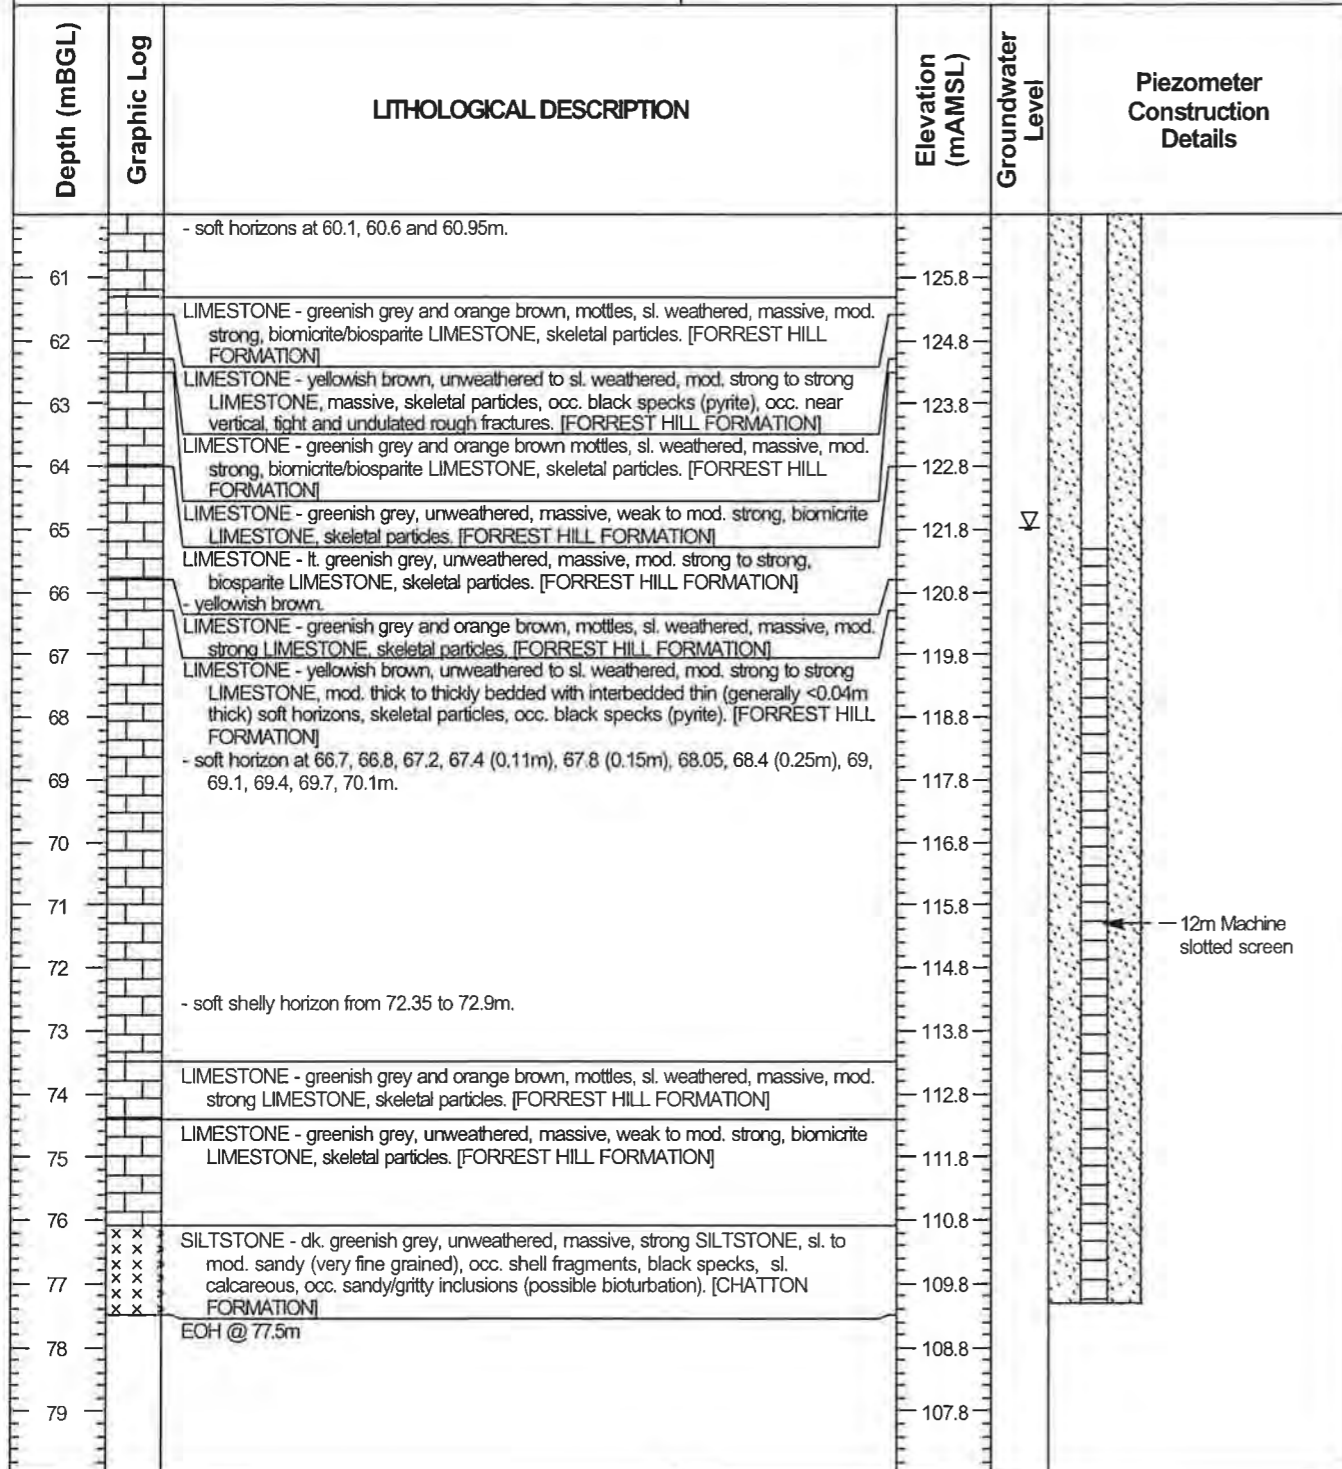 Depth (mBGL)
Graphic Log
LITHOLOGICAL DESCRIPTION
Elevation
(mAMSL)
Groundwater
Level
Piezometer
Construction
Details
- soft horizons at 60.1, 60.6 and 60.95m.
61
125.8
LIMESTONE - greenish grey and orange brown, mottles, sl. weathered, massive, mod.
strong, biomicrite/biosparite LIMESTONE, skeletal particles. [FORREST HILL
FORMATION]
62
124.8
LIMESTONE - yellowish brown, unweathered to sl. weathered, mod. strong to strong
LIMESTONE, massive, skeletal particles, occ. black specks (pyrite), occ. near
vertical, tight and undulated rough fractures. [FORREST HILL FORMATION]
63
123.8
LIMESTONE - greenish grey and orange brown mottles, sl. weathered, massive, mod.
strong, biomicrite/biosparite LIMESTONE, skeletal particles. [FORREST HILL
FORMATION]
64
122.8
LIMESTONE - greenish grey, unweathered, massive, weak to mod. strong, biomicrite
LIMESTONE, skeletal particles. [FORREST HILL FORMATION]
65
121.8
LIMESTONE - lt. greenish grey, unweathered, massive, mod. strong to strong,
biosparite LIMESTONE, skeletal particles. [FORREST HILL FORMATION]
- yellowish brown.
66
120.8
LIMESTONE - greenish grey and orange brown, mottles, sl. weathered, massive, mod.
strong LIMESTONE, skeletal particles. [FORREST HILL FORMATION]
67
119.8
LIMESTONE - yellowish brown, unweathered to sl. weathered, mod. strong to strong
LIMESTONE, mod. thick to thickly bedded with interbedded thin (generally <0.04m
thick) soft horizons, skeletal particles, occ. black specks (pyrite). [FORREST HILL
FORMATION]
68
118.8
- soft horizon at 66.7, 66.8, 67.2, 67.4 (0.11m), 67.8 (0.15m), 68.05, 68.4 (0.25m), 69,
69.1, 69.4, 69.7, 70.1m.
69
117.8
70
116.8
71
115.8
12m Machine
slotted screen
72
114.8
- soft shelly horizon from 72.35 to 72.9m.
73
113.8
LIMESTONE - greenish grey and orange brown, mottles, sl. weathered, massive, mod.
strong LIMESTONE, skeletal particles. [FORREST HILL FORMATION]
74
112.8
LIMESTONE - greenish grey, unweathered, massive, weak to mod. strong, biomicrite
LIMESTONE, skeletal particles. [FORREST HILL FORMATION]
75
111.8
76
110.8
SILTSTONE - dk. greenish grey, unweathered, massive, strong SILTSTONE, sl. to
mod. sandy (very fine grained), occ. shell fragments, black specks, sl.
calcareous, occ. sandy/gritty inclusions (possible bioturbation). [CHATTON
FORMATION]
77
109.8
EOH @ 77.5m
78
108.8
79
107.8